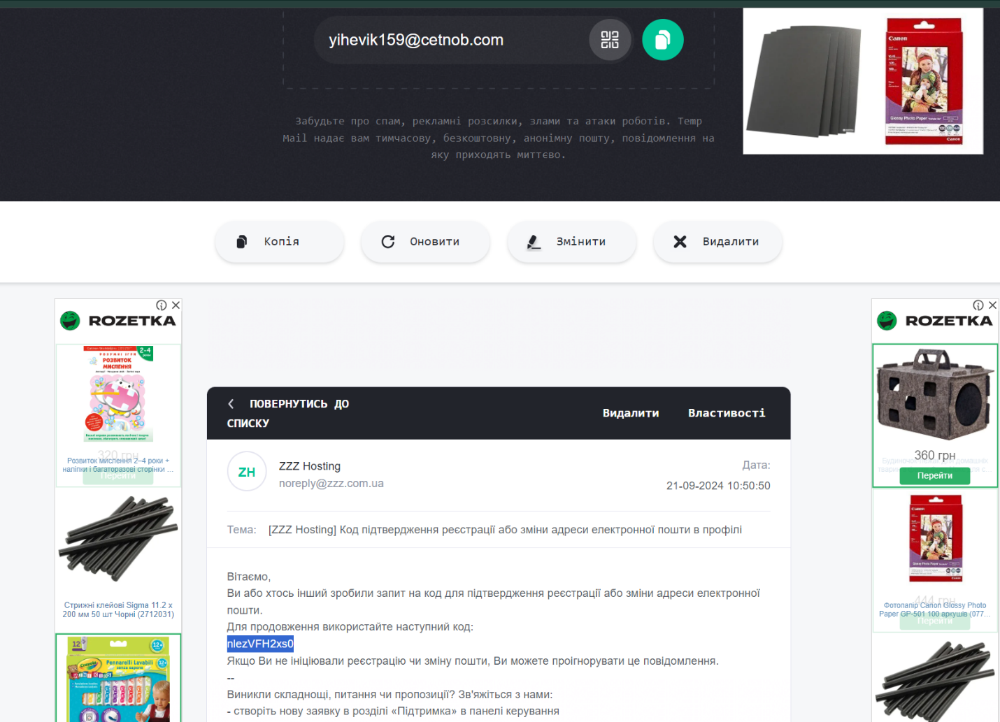 yihevik159@cetnob.com
Забудьте про спам, рекламні розсилки, злами та атаки роботів. Temp
Mail надає вам тимчасову, безкоштовну, анонімну пошту, повідомлення на
яку приходять миттєво.
Canon
Glossy Photo Paper
Canon
Копія
Оновити
Змінити
Видалити
ROZETKA
2-4
РОЗВИТОК
МИСЛЕННЯ
320 грн
Розвиток мислення 2–4 роки +
наліпки і багаторазові сторінки ...
Перейти
Стрижні клейові Sigma 11.2 x
200 мм 50 шт Чорні (2712031)
12
Crayola
Pennarelli Lavabili
MINI KIDS
ПОВЕРНУТИСЬ ДО
СПИСКУ
Видалити
Властивості
ZH
ZZZ Hosting
noreply@zzz.com.ua
Дата:
21-09-2024 10:50:50
Тема: [ZZZ Hosting] Код підтвердження реєстрації або зміни адреси електронної пошти в профілі
Вітаємо,
Ви або хтось інший зробили запит на код для підтвердження реєстрації або зміни адреси електронної
пошти.
Для продовження використайте наступний код:
nlezVFH2xs0
Якщо Ви не ініціювали реєстрацію чи зміну пошти, Ви можете проігнорувати це повідомлення.
--
Виникли складнощі, питання чи пропозиції? Зв'яжіться з нами:
- створіть нову заявку в розділі «Підтримка» в панелі керування
ROZETKA
360 грн
Перейти
Canon
444 грн
Фотопапір Canon Glossy Photo
Paper GP-501 100 аркушів (077...
Перейти